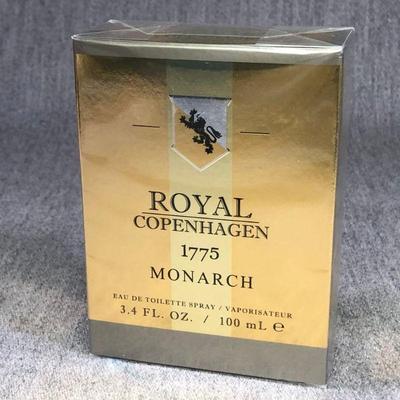 ROYAL
COPENHAGEN
1775
MONARCH
EAU DE TOILETTE SPRAY / VAPORISATEUR
3.4 FL. OZ. / 100 mL ℮